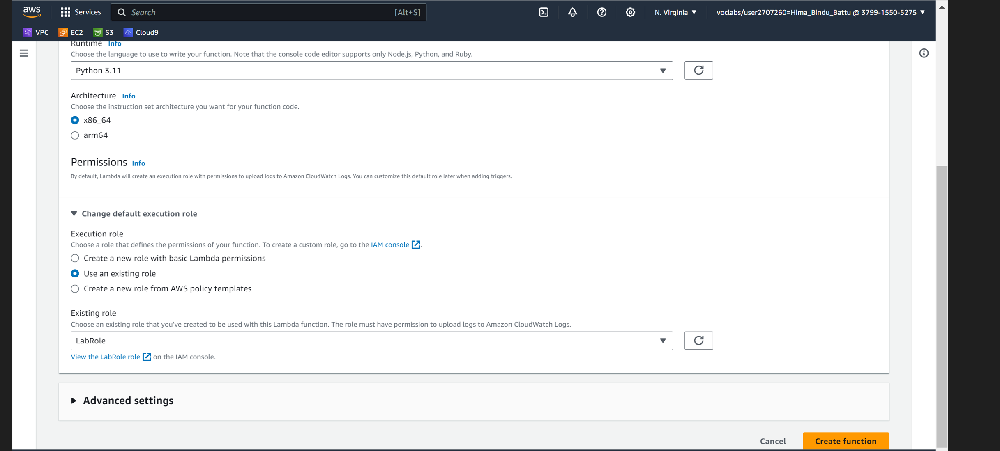 aws
Services
Search
[Alt+S]
N. Virginia
voclabs/user2707260=Hima_Bindu_Battu @ 3799-1550-5275
VPC
EC2
S3
Cloud9
Runtime Info
Choose the language to use to write your function. Note that the console code editor supports only Node.js, Python, and Ruby.
Python 3.11
Architecture Info
Choose the instruction set architecture you want for your function code.
x86_64
arm64
Permissions Info
By default, Lambda will create an execution role with permissions to upload logs to Amazon CloudWatch Logs. You can customize this default role later when adding triggers.
Change default execution role
Execution role
Choose a role that defines the permissions of your function. To create a custom role, go to the IAM console.
Create a new role with basic Lambda permissions
Use an existing role
Create a new role from AWS policy templates
Existing role
Choose an existing role that you've created to be used with this Lambda function. The role must have permission to upload logs to Amazon CloudWatch Logs.
LabRole
View the LabRole role on the IAM console.
Advanced settings
Cancel
Create function